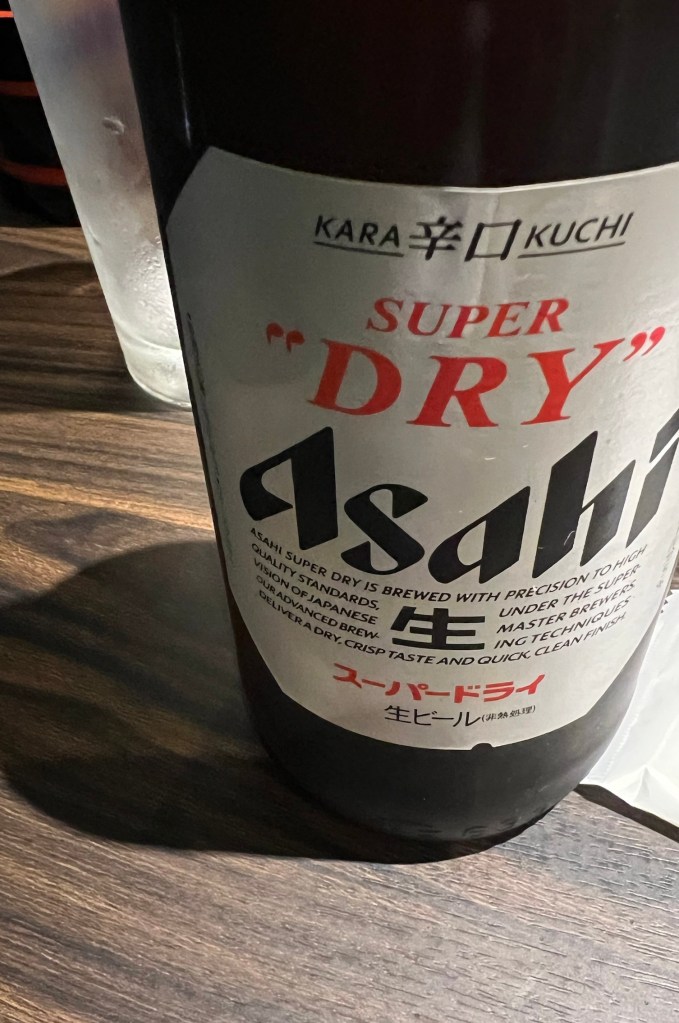 KARA 辛口 KUCHI
SUPER
"DRY"
Asahi
ASAHI SUPER DRY IS BREWED WITH PRECISION TO HIGH
QUALITY STANDARDS, UNDER THE SUPER-
VISION OF JAPANESE MASTER BREWERS.
OUR ADVANCED BREW- 生 ING TECHNIQUES
DELIVER A DRY, CRISP TASTE AND QUICK, CLEAN FINISH.
スーパードライ
生ビール(非熱処理)